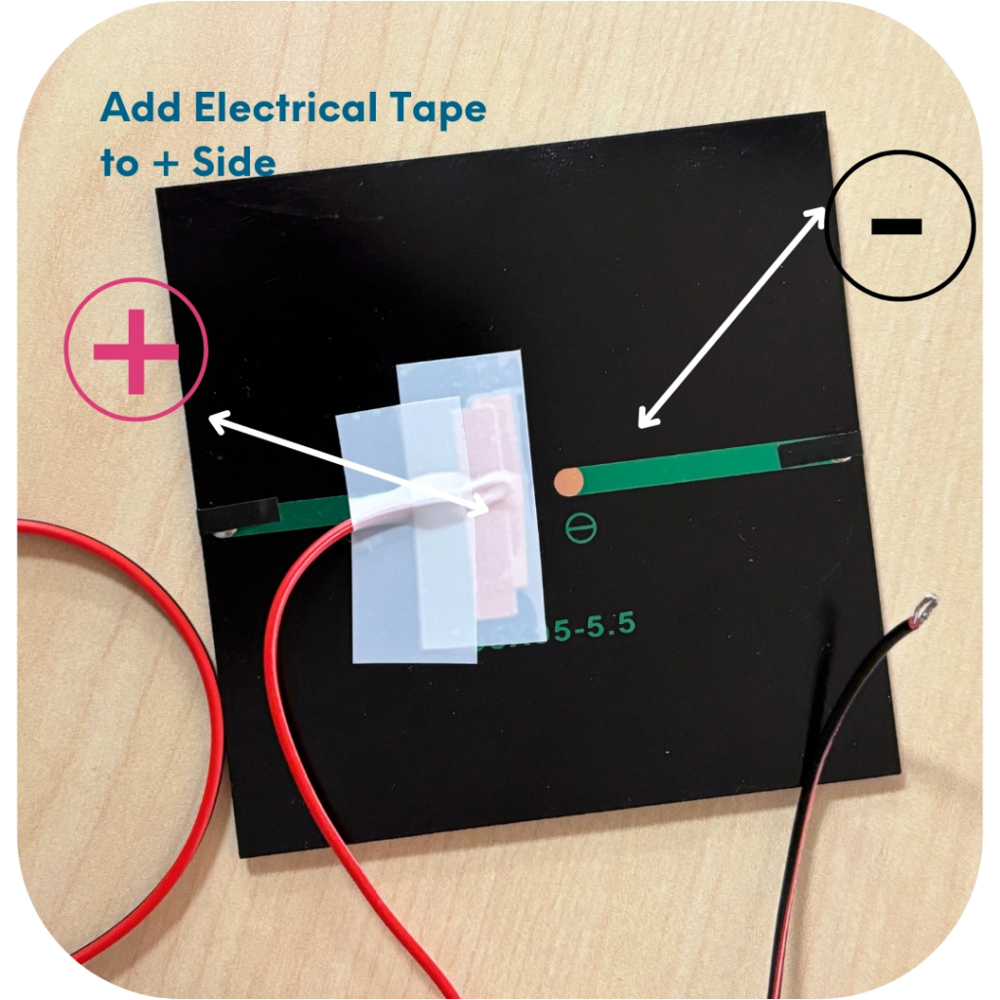 Add Electrical Tape
to + Side
+
-
⊖
5-5.5